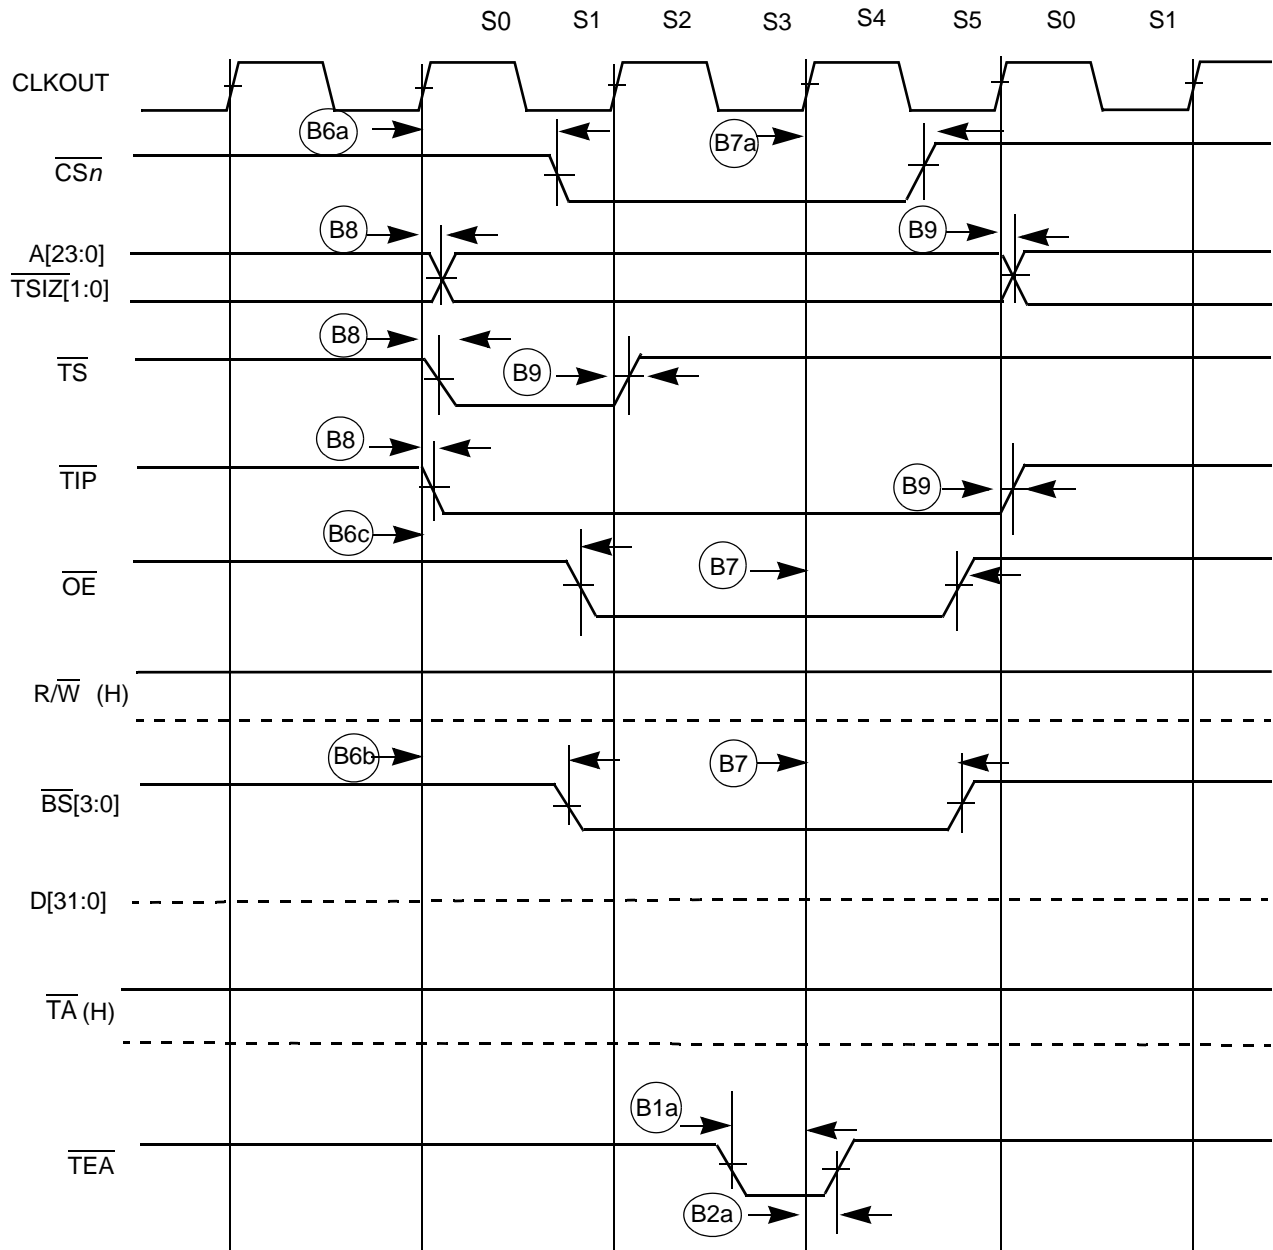 S0 S1 S2 S3 S4 S5 S0 S1
CLKOUT
B6a B7a
CSn
B8 B9
A[23:0]
TSIZ[1:0]
B8
TS B9
B8
TIP B9
B6c
OE B7
R/W (H)
B6b B7
BS[3:0]
D[31:0]
TA (H)
B1a
TEA
B2a